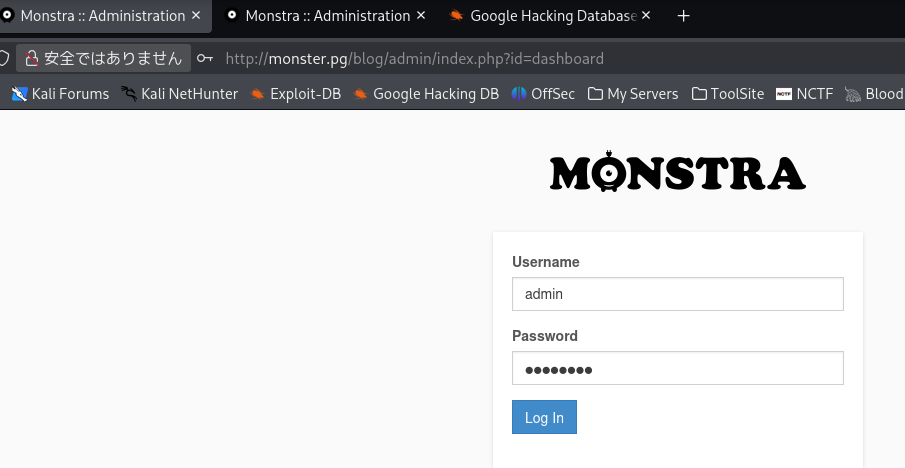 Monstra :: Administration × Monstra :: Administration × Google Hacking Database × +
安全ではありません http://monster.pg/blog/admin/index.php?id=dashboard
Kali Forums Kali NetHunter Exploit-DB Google Hacking DB OffSec My Servers ToolSite NCTF NCTF Blood
MONSTRA
Username
admin
Password
••••••••
Log In